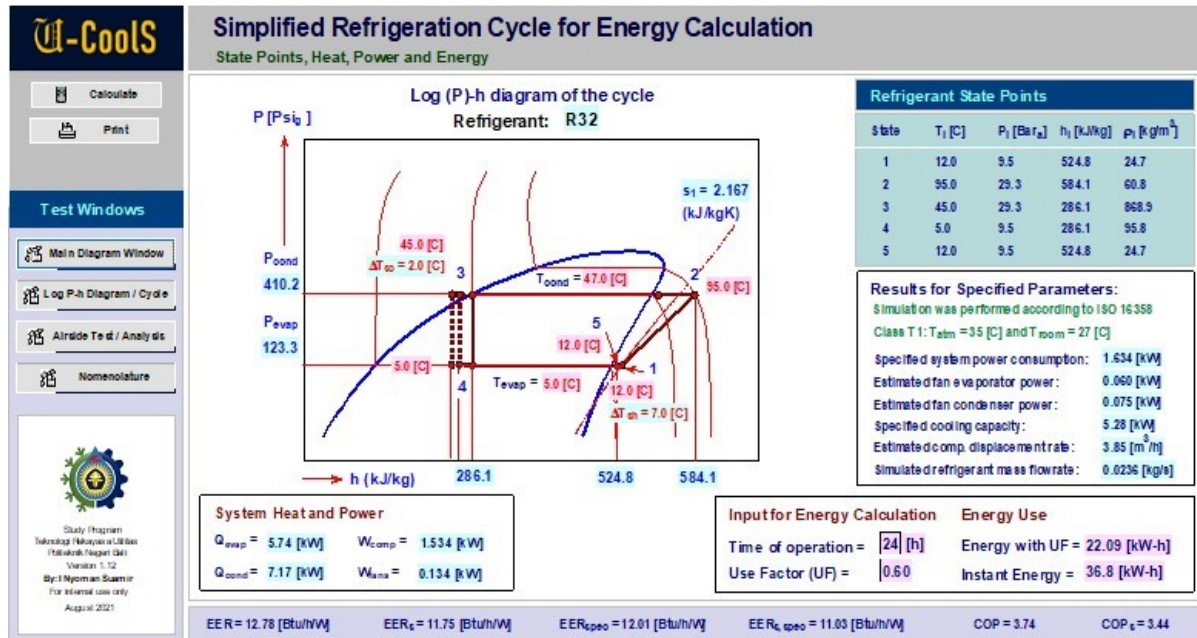 U-CoolS
Simplified Refrigeration Cycle for Energy Calculation
State Points, Heat, Power and Energy
Calculate
Print
Test Windows
Main Diagram Window
Log P-h Diagram / Cycle
Airside Test / Analysis
Nomenclature
Study Program
Teknologi Rekayasa Utilitas
Politeknik Negeri Bali
Version 1.12
By: I Nyoman Suamir
For internal use only
August 2021
Log (P)-h diagram of the cycle
P [Psig]
Refrigerant: R32
s1 = 2.167
(kJ/kgK)
45.0 [C]
ΔTsc = 2.0 [C]
3
Tcond = 47.0 [C]
2
95.0 [C]
Pcond
410.2
Pevap
123.3
5
12.0 [C]
5.0 [C]
1
4
Tevap = 5.0 [C]
12.0 [C]
ΔTsh = 7.0 [C]
h (kJ/kg)
286.1
524.8
584.1
Refrigerant State Points
State Ti [C] Pi [Bara] hi [kJ/kg] ρi [kg/m3]
1 12.0 9.5 524.8 24.7
2 95.0 29.3 584.1 60.8
3 45.0 29.3 286.1 868.9
4 5.0 9.5 286.1 95.8
5 12.0 9.5 524.8 24.7
Results for Specified Parameters:
Simulation was performed according to ISO 16358
Class T1: Tatm = 35 [C] and Troom = 27 [C]
Specified system power consumption: 1.634 [kW]
Estimated fan evaporator power: 0.060 [kW]
Estimated fan condenser power: 0.075 [kW]
Specified cooling capacity: 5.28 [kW]
Estimated comp. displacement rate: 3.85 [m3/h]
Simulated refrigerant mass flowrate: 0.0236 [kg/s]
System Heat and Power
Qevap = 5.74 [kW] Wcomp = 1.534 [kW]
Qcond = 7.17 [kW] Wfans = 0.134 [kW]
Input for Energy Calculation Energy Use
Time of operation = 24 [h] Energy with UF = 22.09 [kW-h]
Use Factor (UF) = 0.60 Instant Energy = 36.8 [kW-h]
EER = 12.78 [Btu/h/W] EERs = 11.75 [Btu/h/W] EERspec = 12.01 [Btu/h/W] EERs, spec = 11.03 [Btu/h/W] COP = 3.74 COPs = 3.44